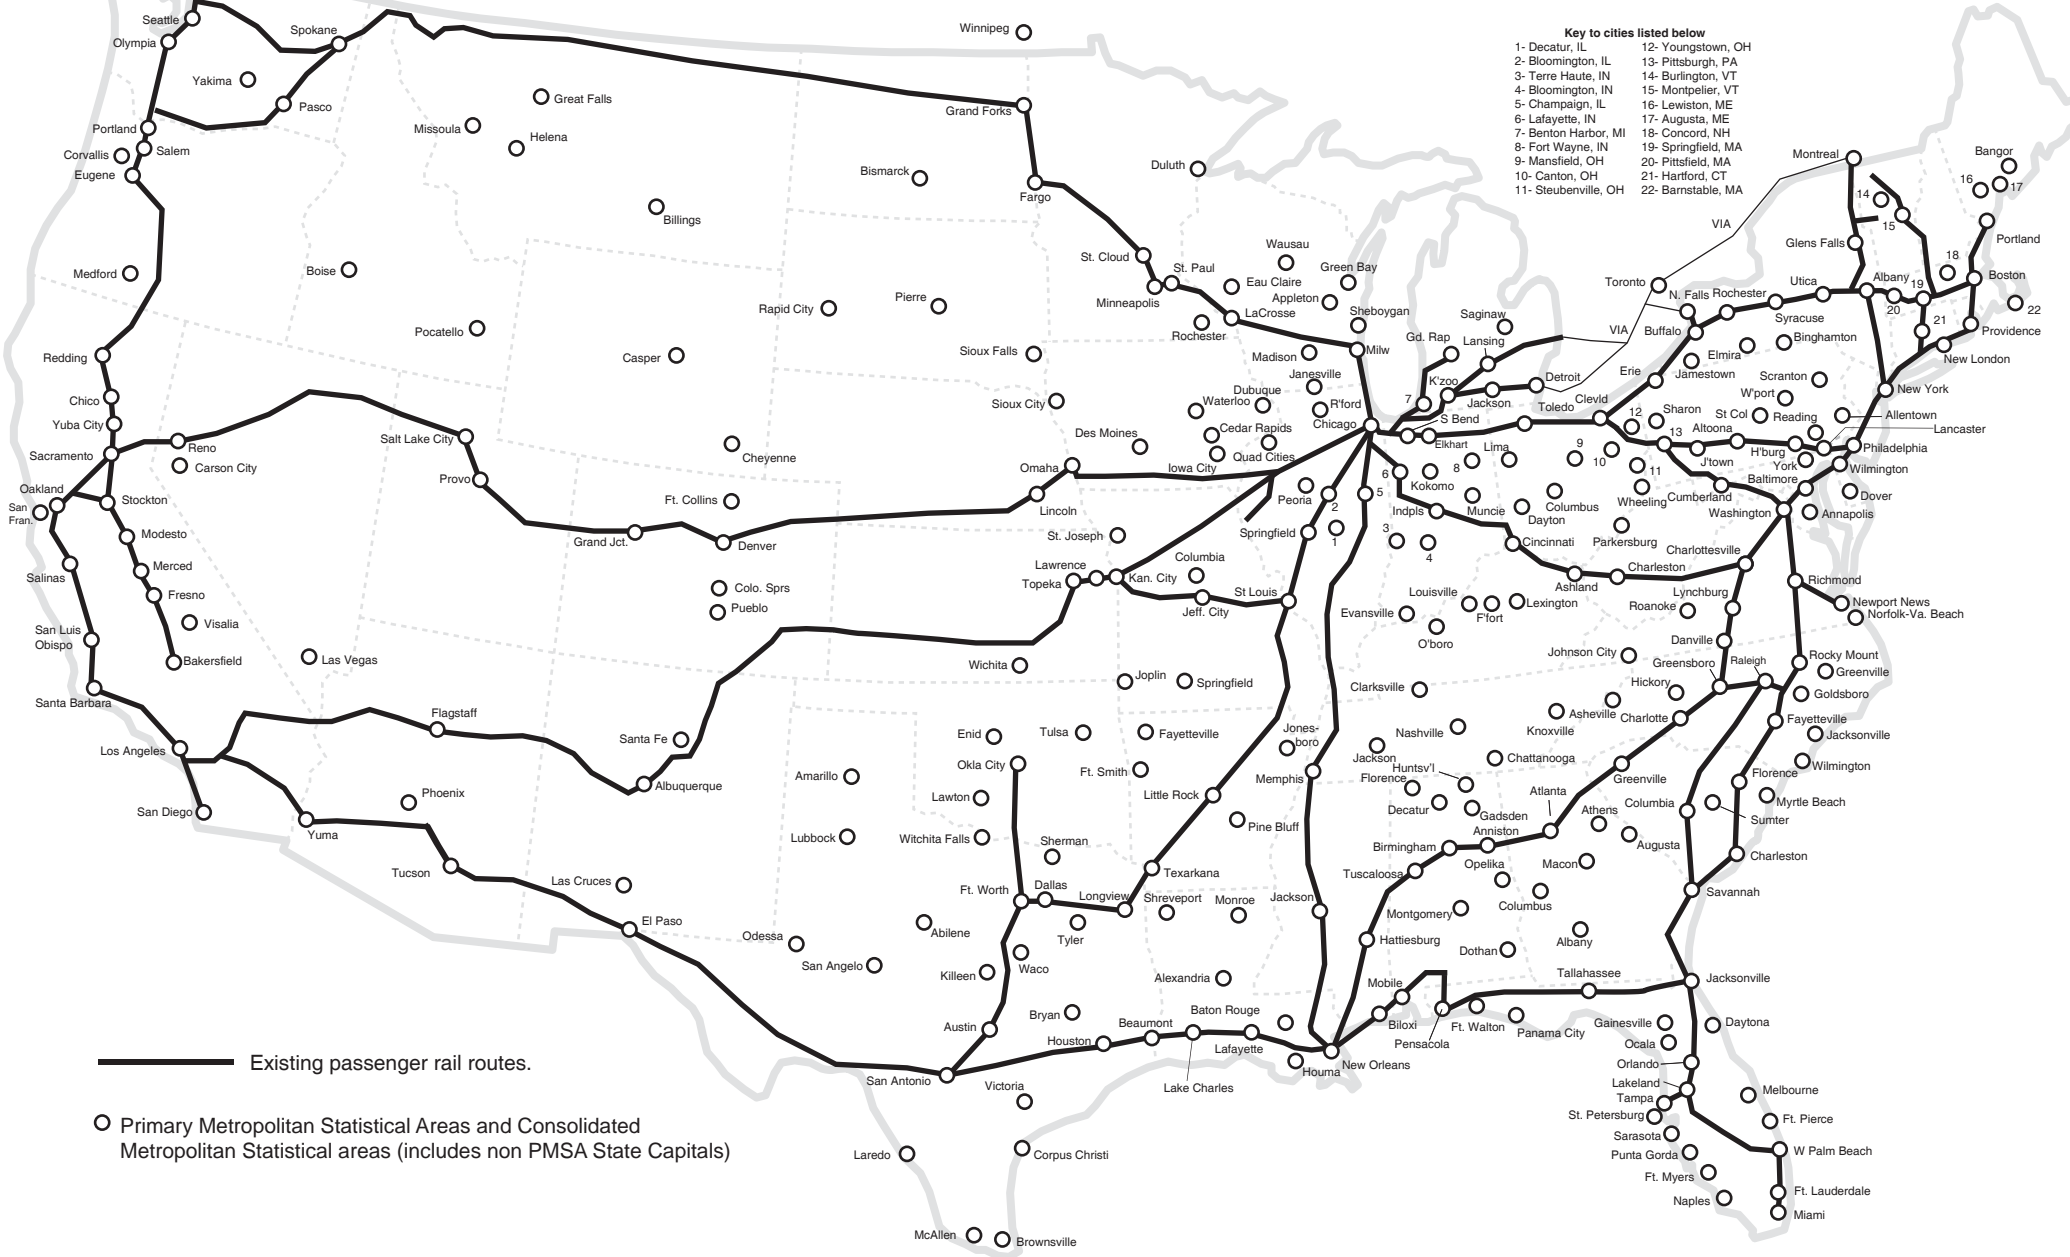 Key to cities listed below
1- Decatur, IL
2- Bloomington, IL
3- Terre Haute, IN
4- Bloomington, IN
5- Champaign, IL
6- Lafayette, IN
7- Benton Harbor, MI
8- Fort Wayne, IN
9- Mansfield, OH
10- Canton, OH
11- Steubenville, OH
12- Youngstown, OH
13- Pittsburgh, PA
14- Burlington, VT
15- Montpelier, VT
16- Lewiston, ME
17- Augusta, ME
18- Concord, NH
19- Springfield, MA
20- Pittsfield, MA
21- Hartford, CT
22- Barnstable, MA
Seattle
Olympia
Spokane
Yakima
Pasco
Portland
Salem
Corvallis
Eugene
Medford
Boise
Pocatello
Great Falls
Missoula
Helena
Billings
Winnipeg
Grand Forks
Bismarck
Fargo
Duluth
St. Cloud
St. Paul
Minneapolis
Rapid City
Pierre
Casper
Sioux Falls
Sioux City
Rochester
LaCrosse
Eau Claire
Wausau
Green Bay
Appleton
Sheboygan
Milw
Madison
Janesville
R'ford
Dubuque
Waterloo
Cedar Rapids
Quad Cities
Iowa City
Des Moines
Chicago
Redding
Chico
Yuba City
Sacramento
Reno
Carson City
Oakland
San
Fran.
Stockton
Modesto
Merced
Fresno
Visalia
Bakersfield
Salinas
San Luis
Obispo
Santa Barbara
Los Angeles
San Diego
Las Vegas
Salt Lake City
Provo
Grand Jct.
Denver
Cheyenne
Ft. Collins
Colo. Sprs
Pueblo
Omaha
Lincoln
St. Joseph
Lawrence
Topeka
Kan. City
Columbia
Jeff. City
St Louis
Springfield
Peoria
1
2
3
4
5
6
7
8
9
10
11
12
13
14
15
16
17
18
19
20
21
22
Gd. Rap
Saginaw
Lansing
K'zoo
Jackson
Detroit
Toledo
Clevld
S Bend
Elkhart
Lima
Kokomo
Indpls
Muncie
Dayton
Columbus
Cincinnati
Wheeling
Parkersburg
Ashland
Charleston
Louisville
F'fort
Lexington
Evansville
O'boro
Montreal
VIA
Toronto
VIA
N. Falls
Buffalo
Rochester
Syracuse
Utica
Albany
Glens Falls
Bangor
Portland
Boston
Providence
New London
New York
Erie
Jamestown
Elmira
Binghamton
Scranton
W'port
St Col
Reading
Allentown
Lancaster
Sharon
Altoona
J'town
H'burg
York
Philadelphia
Wilmington
Baltimore
Dover
Annapolis
Cumberland
Washington
Charlottesville
Richmond
Newport News
Norfolk-Va. Beach
Lynchburg
Roanoke
Danville
Greensboro
Raleigh
Rocky Mount
Greenville
Goldsboro
Fayetteville
Jacksonville
Wilmington
Johnson City
Hickory
Asheville
Charlotte
Knoxville
Greenville
Clarksville
Nashville
Jackson
Chattanooga
Huntsv'l
Florence
Decatur
Gadsden
Anniston
Birmingham
Tuscaloosa
Atlanta
Athens
Augusta
Macon
Opelika
Columbus
Montgomery
Dothan
Albany
Columbia
Florence
Myrtle Beach
Sumter
Charleston
Savannah
Jacksonville
Tallahassee
Gainesville
Daytona
Ocala
Orlando
Lakeland
Tampa
St. Petersburg
Sarasota
Punta Gorda
Ft. Myers
Naples
Melbourne
Ft. Pierce
W Palm Beach
Ft. Lauderdale
Miami
Panama City
Ft. Walton
Pensacola
Mobile
Biloxi
Hattiesburg
New Orleans
Houma
Baton Rouge
Lafayette
Lake Charles
Beaumont
Houston
Alexandria
Monroe
Shreveport
Jackson
Memphis
Jones-
boro
Little Rock
Pine Bluff
Texarkana
Longview
Tyler
Dallas
Ft. Worth
Sherman
Witchita Falls
Lawton
Okla City
Enid
Tulsa
Fayetteville
Ft. Smith
Joplin
Springfield
Wichita
Amarillo
Lubbock
Abilene
Odessa
San Angelo
Killeen
Waco
Bryan
Austin
San Antonio
Victoria
Corpus Christi
Laredo
McAllen
Brownsville
Santa Fe
Albuquerque
Las Cruces
El Paso
Flagstaff
Phoenix
Yuma
Tucson
Existing passenger rail routes.
Primary Metropolitan Statistical Areas and Consolidated
Metropolitan Statistical areas (includes non PMSA State Capitals)